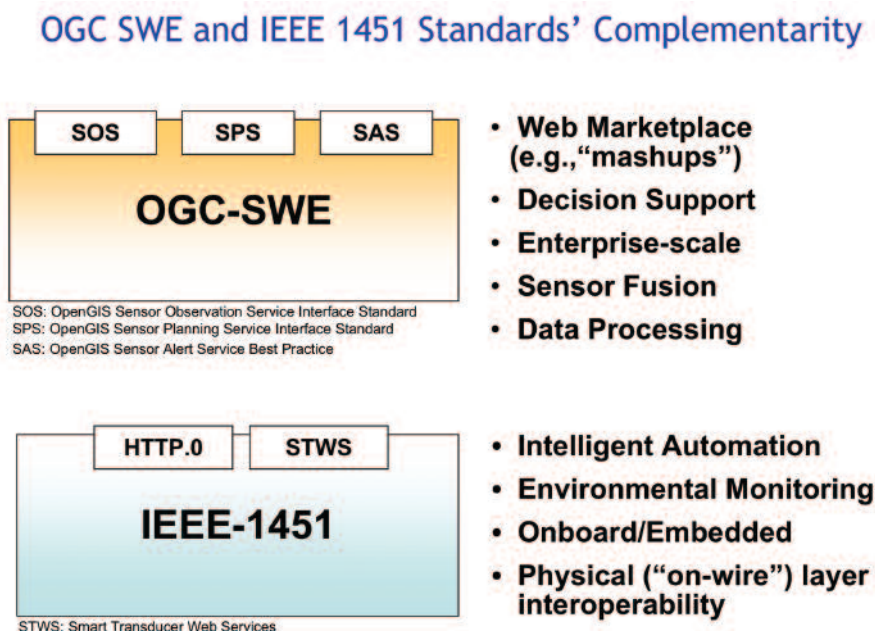 OGC SWE and IEEE 1451 Standards’ Complementarity
SOS
SPS
SAS
OGC-SWE
SOS: OpenGIS Sensor Observation Service Interface Standard
SPS: OpenGIS Sensor Planning Service Interface Standard
SAS: OpenGIS Sensor Alert Service Best Practice
• Web Marketplace
(e.g.,“mashups”)
• Decision Support
• Enterprise-scale
• Sensor Fusion
• Data Processing
HTTP.0
STWS
IEEE-1451
STWS: Smart Transducer Web Services
• Intelligent Automation
• Environmental Monitoring
• Onboard/Embedded
• Physical (“on-wire”) layer
interoperability